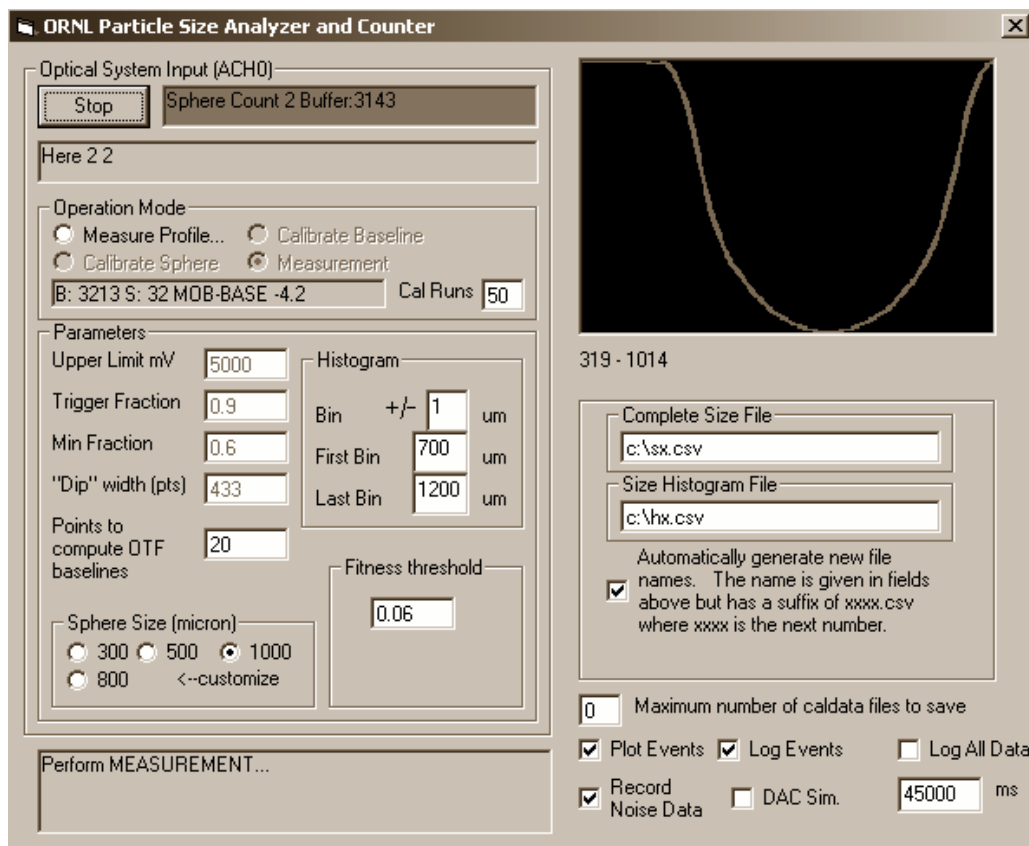 ORNL Particle Size Analyzer and Counter
Optical System Input (ACH0)
Stop
Sphere Count 2 Buffer:3143
Here 2 2
Operation Mode
Measure Profile...
Calibrate Baseline
Calibrate Sphere
Measurement
B: 3213 S: 32 MOB-BASE -4.2
Cal Runs 50
Parameters
Upper Limit mV 5000
Trigger Fraction 0.9
Min Fraction 0.6
"Dip" width (pts) 433
Points to
compute OTF
baselines
20
Histogram
Bin +/- 1 um
First Bin 700 um
Last Bin 1200 um
Fitness threshold
0.06
Sphere Size (micron)
300 500 1000
800 <--customize
Perform MEASUREMENT...
319 - 1014
Complete Size File
c:\sx.csv
Size Histogram File
c:\hx.csv
Automatically generate new file
names. The name is given in fields
above but has a suffix of xxxx.csv
where xxxx is the next number.
0 Maximum number of caldata files to save
Plot Events Log Events Log All Data
Record
Noise Data
DAC Sim. 45000 ms